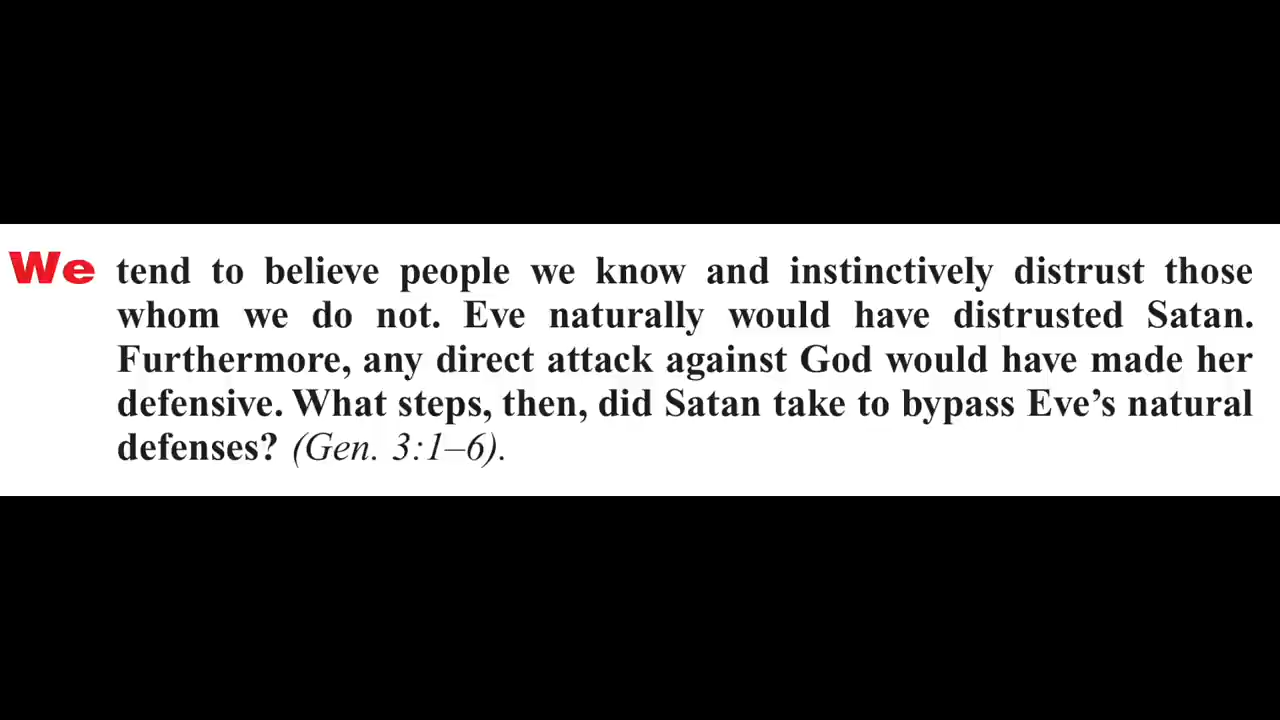 We tend to believe people we know and instinctively distrust those
whom we do not. Eve naturally would have distrusted Satan.
Furthermore, any direct attack against God would have made her
defensive. What steps, then, did Satan take to bypass Eve’s natural
defenses? (Gen. 3:1–6).